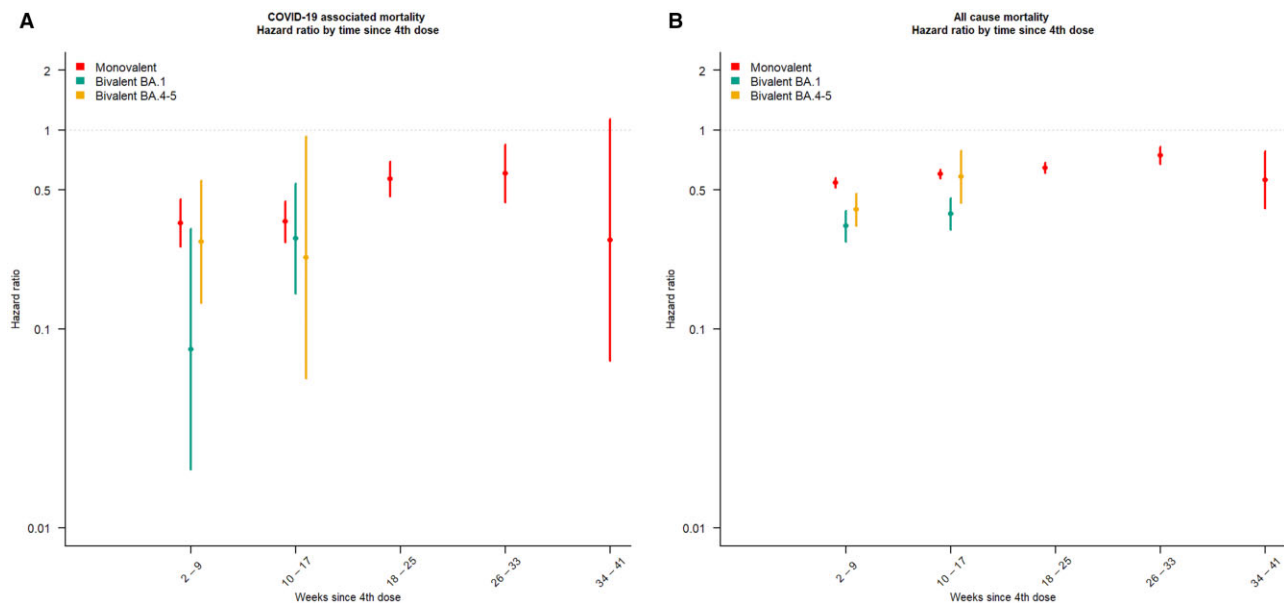 A
COVID-19 associated mortality
Hazard ratio by time since 4th dose
Monovalent
Bivalent BA.1
Bivalent BA.4-5
2
1
0.5
0.1
0.01
Hazard ratio
2 – 9
10 – 17
18 – 25
26 – 33
34 – 41
Weeks since 4th dose
B
All cause mortality
Hazard ratio by time since 4th dose
Monovalent
Bivalent BA.1
Bivalent BA.4-5
2
1
0.5
0.1
0.01
Hazard ratio
2 – 9
10 – 17
18 – 25
26 – 33
34 – 41
Weeks since 4th dose